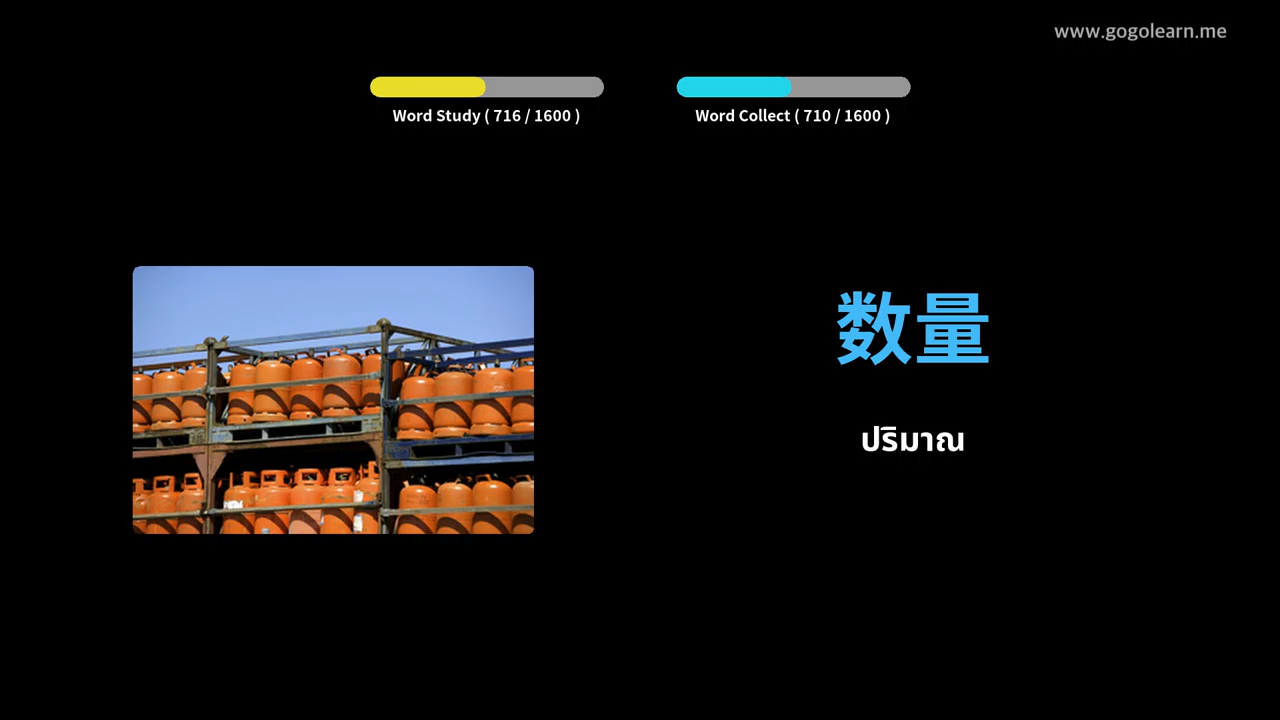 www.gogolearn.me
Word Study ( 716 / 1600 )
Word Collect ( 710 / 1600 )
数量
ปริมาณ